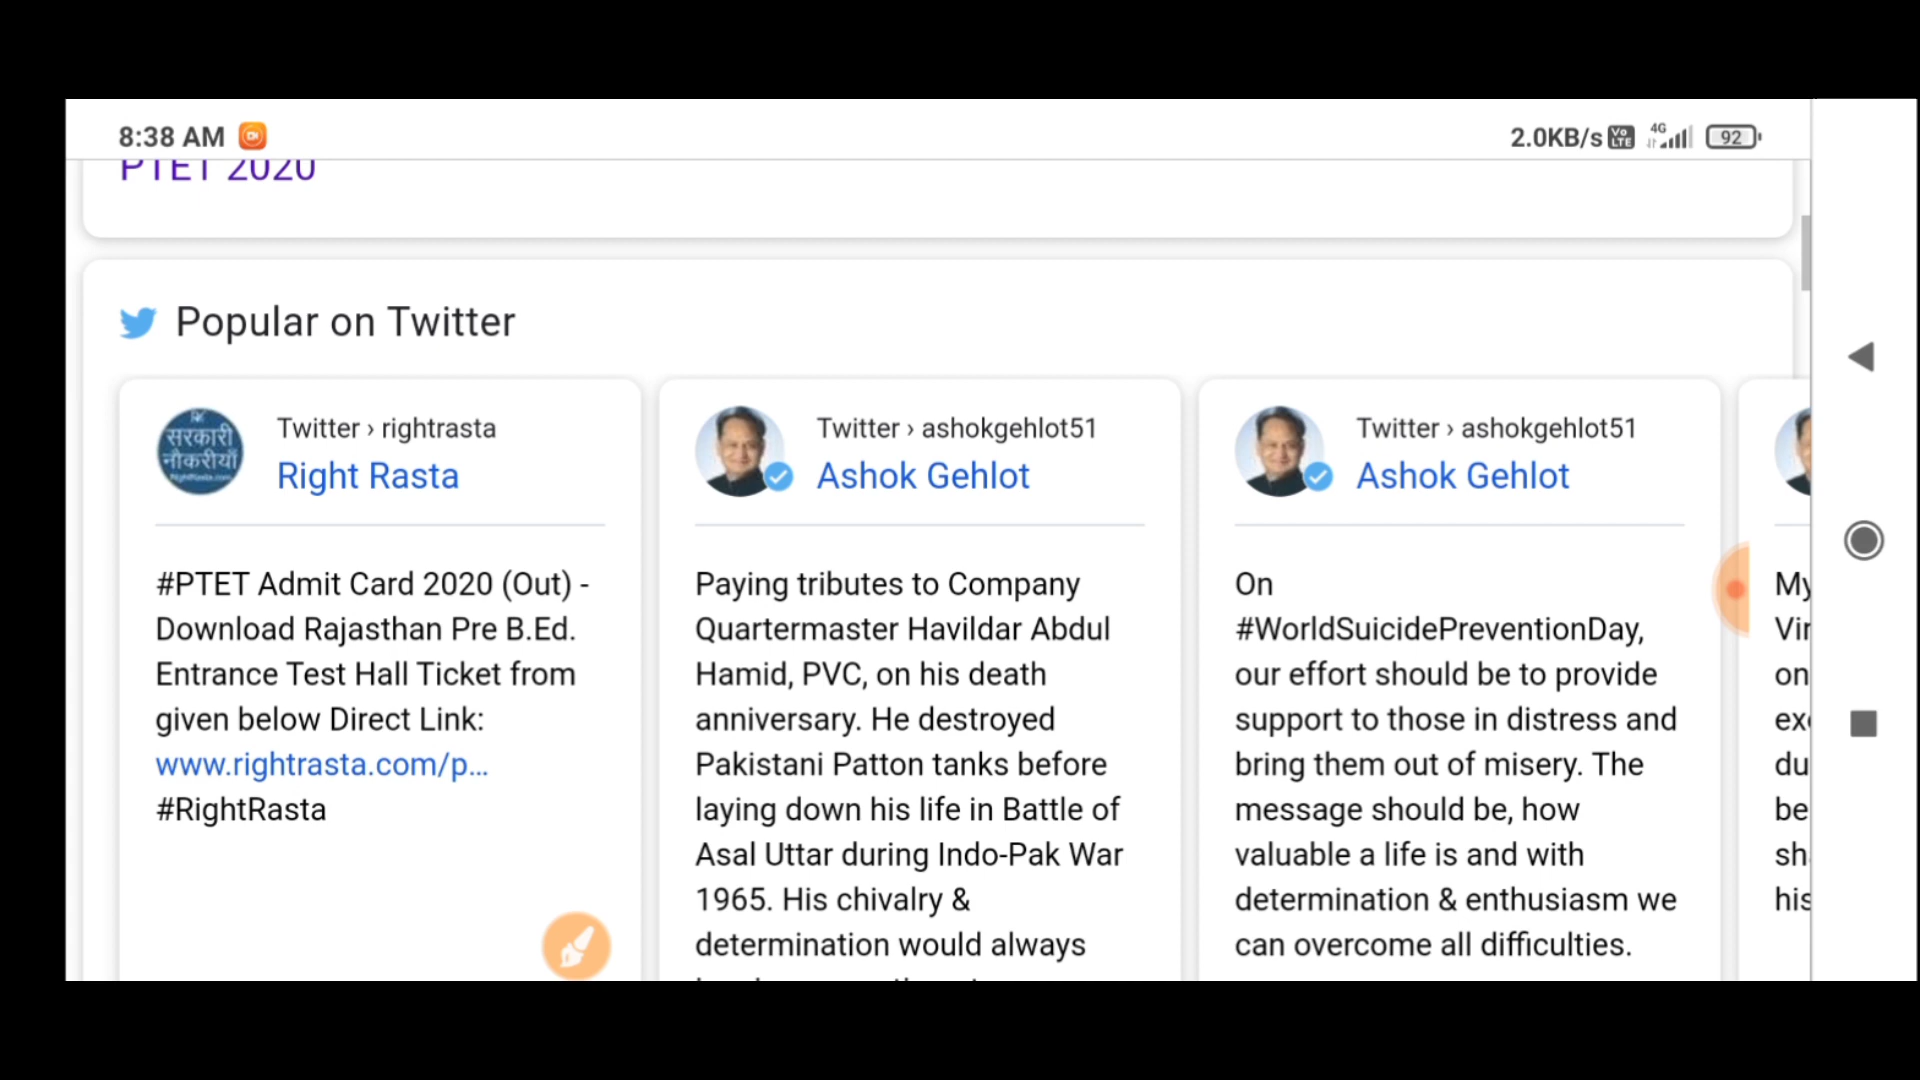 8:38 AM
2.0KB/s Vo LTE 4G 92
PTET 2020
Popular on Twitter
सरकारी
नौकरीयाँ
Twitter › rightrasta
Right Rasta
#PTET Admit Card 2020 (Out) -
Download Rajasthan Pre B.Ed.
Entrance Test Hall Ticket from
given below Direct Link:
www.rightrasta.com/p...
#RightRasta
Twitter › ashokgehlot51
Ashok Gehlot
Paying tributes to Company
Quartermaster Havildar Abdul
Hamid, PVC, on his death
anniversary. He destroyed
Pakistani Patton tanks before
laying down his life in Battle of
Asal Uttar during Indo-Pak War
1965. His chivalry &
determination would always
Twitter › ashokgehlot51
Ashok Gehlot
On
#WorldSuicidePreventionDay,
our effort should be to provide
support to those in distress and
bring them out of misery. The
message should be, how
valuable a life is and with
determination & enthusiasm we
can overcome all difficulties.
My
Vir
on
ex
du
be
sh
his